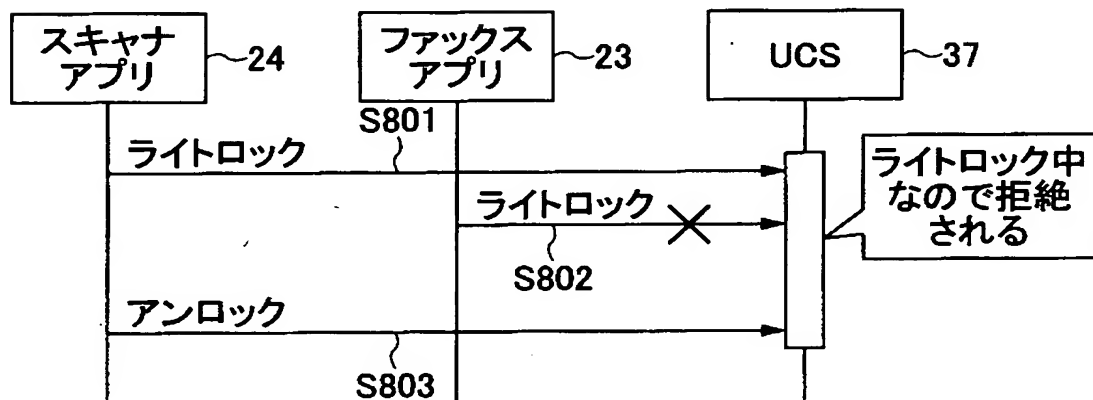 スキャナ
アプリ
24
ファックス
アプリ
23
UCS
37
S801
ライトロック
ライトロック中
なので拒絶
される
ライトロック
S802
アンロック
S803